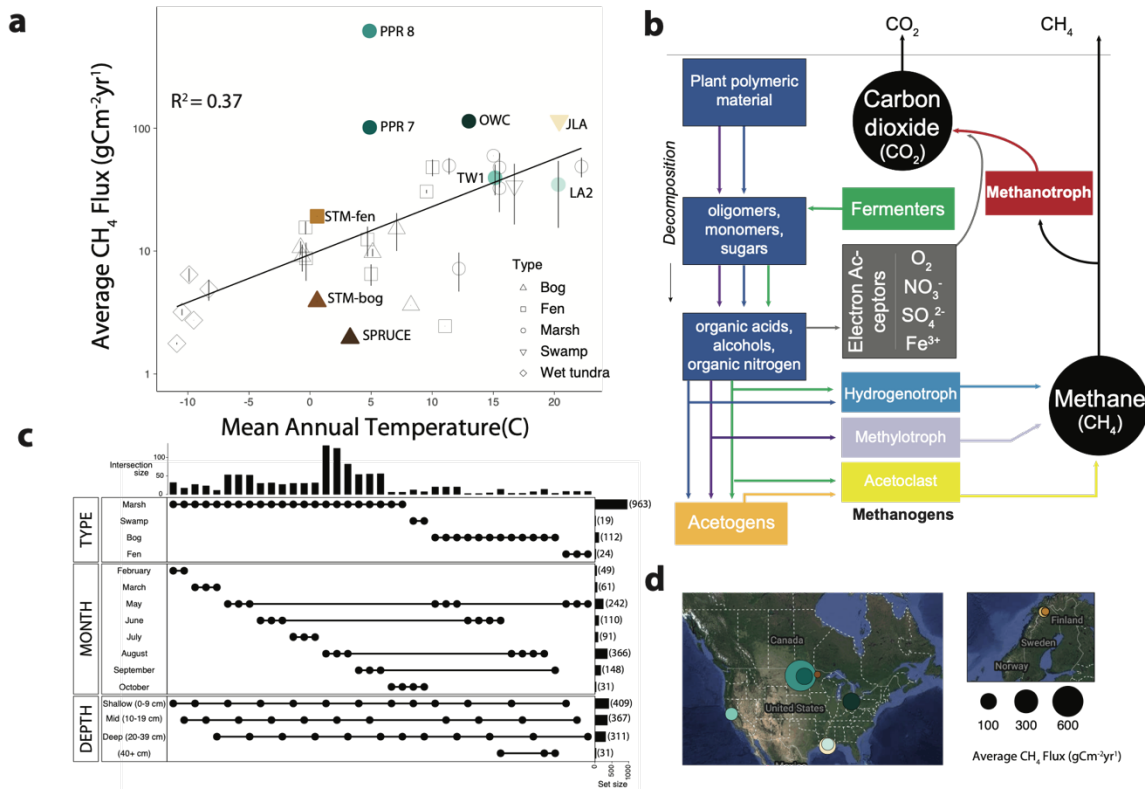 a
Average CH₄ Flux (gCm⁻²yr¹)
100
10
1
R² = 0.37
PPR 8
PPR 7
OWC
JLA
TW1
LA2
STM-fen
STM-bog
SPRUCE
Type
Bog
Fen
Marsh
Swamp
Wet tundra
-10
-5
0
5
10
15
20
Mean Annual Temperature(C)
b
CO₂
CH₄
Plant polymeric
material
Carbon
dioxide
(CO₂)
Decomposition
oligomers,
monomers,
sugars
Fermenters
Methanotroph
organic acids,
alcohols,
organic nitrogen
Electron Ac-
ceptors
O₂
NO₃⁻
SO₄²⁻
Fe³⁺
Hydrogenotroph
Methylotroph
Acetoclast
Methanogens
Methane
(CH₄)
Acetogens
c
Intersection
size
100
50
0
TYPE
Marsh (963)
Swamp (19)
Bog (112)
Fen (24)
MONTH
February (49)
March (61)
May (242)
June (110)
July (91)
August (366)
September (148)
October (31)
DEPTH
Shallow (0-9 cm) (409)
Mid (10-19 cm) (367)
Deep (20-39 cm) (311)
(40+ cm) (31)
0
500
1000
Set size
d
Canada
United States
Finland
Sweden
Norway
100
300
600
Average CH₄ Flux (gCm⁻²yr¹)